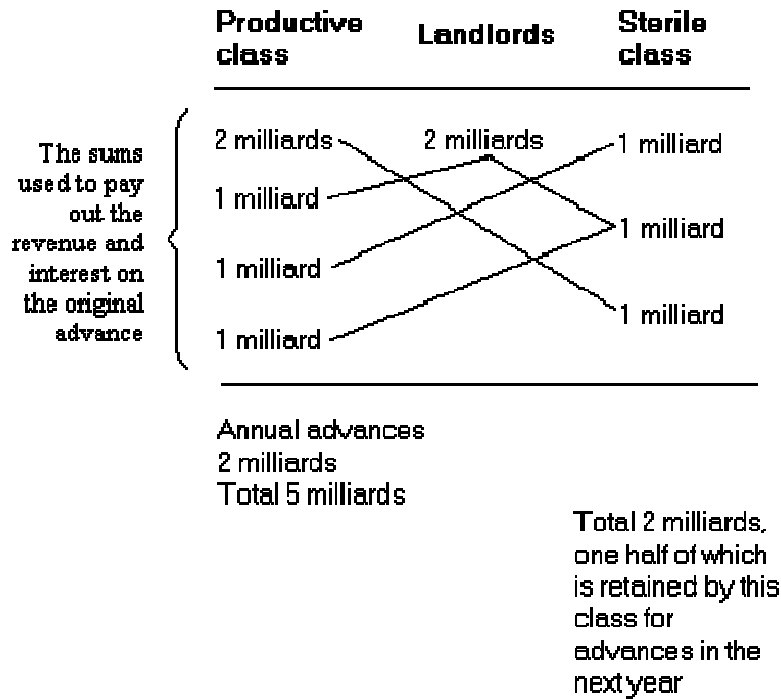 Productive
class
Landlords
Sterile
class
The sums
used to pay
out the
revenue and
interest on
the original
advance
2 milliards
2 milliards
1 milliard
1 milliard
1 milliard
1 milliard
1 milliard
1 milliard
Annual advances
2 milliards
Total 5 milliards
Total 2 milliards,
one half of which
is retained by this
class for
advances in the
next year